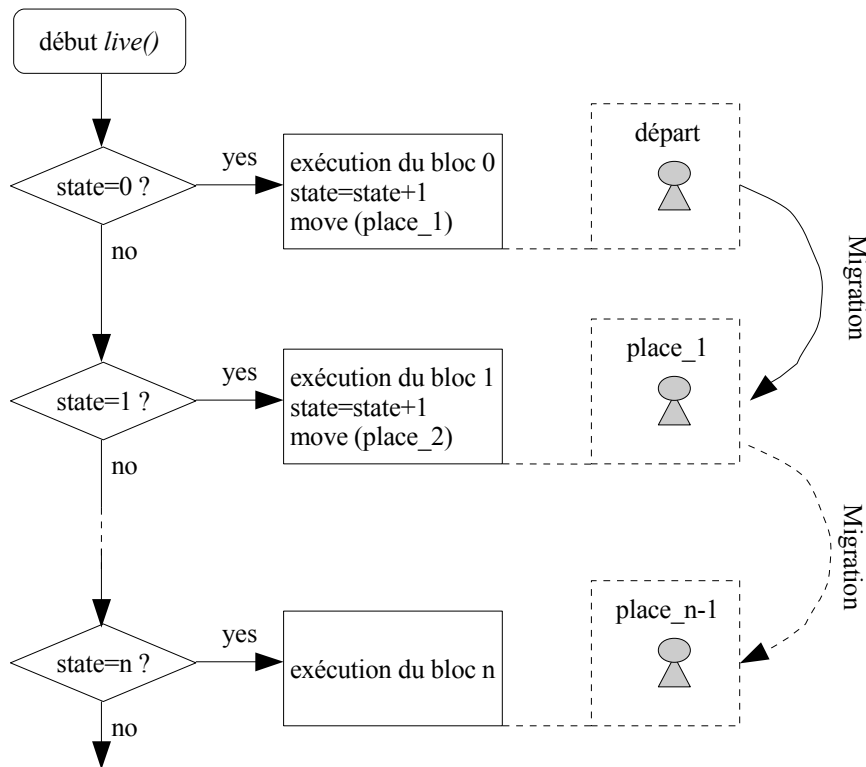 début live()
state=0 ?
yes
no
exécution du bloc 0
state=state+1
move (place_1)
départ
Migration
state=1 ?
yes
no
exécution du bloc 1
state=state+1
move (place_2)
place_1
Migration
state=n ?
yes
no
exécution du bloc n
place_n-1